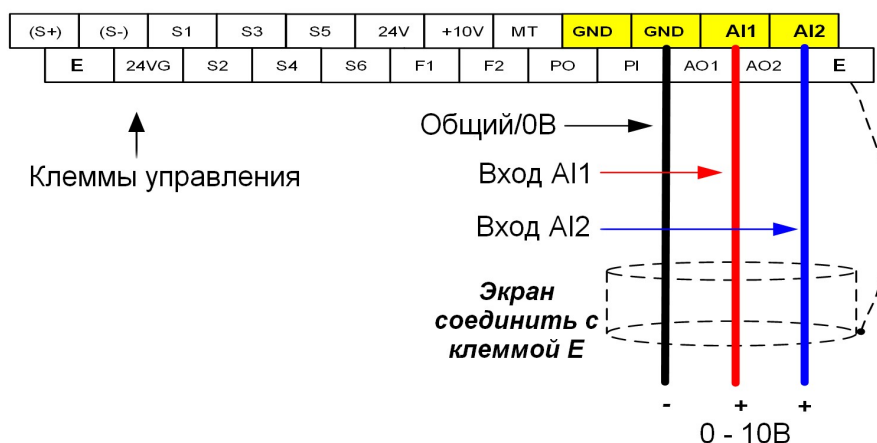 (S+) (S-) S1 S3 S5 24V +10V MT GND GND AI1 AI2
E 24VG S2 S4 S6 F1 F2 PO PI AO1 AO2 E
Общий/0В
Клеммы управления
Вход AI1
Вход AI2
Экран
соединить с
клеммой E
- + +
0 - 10В